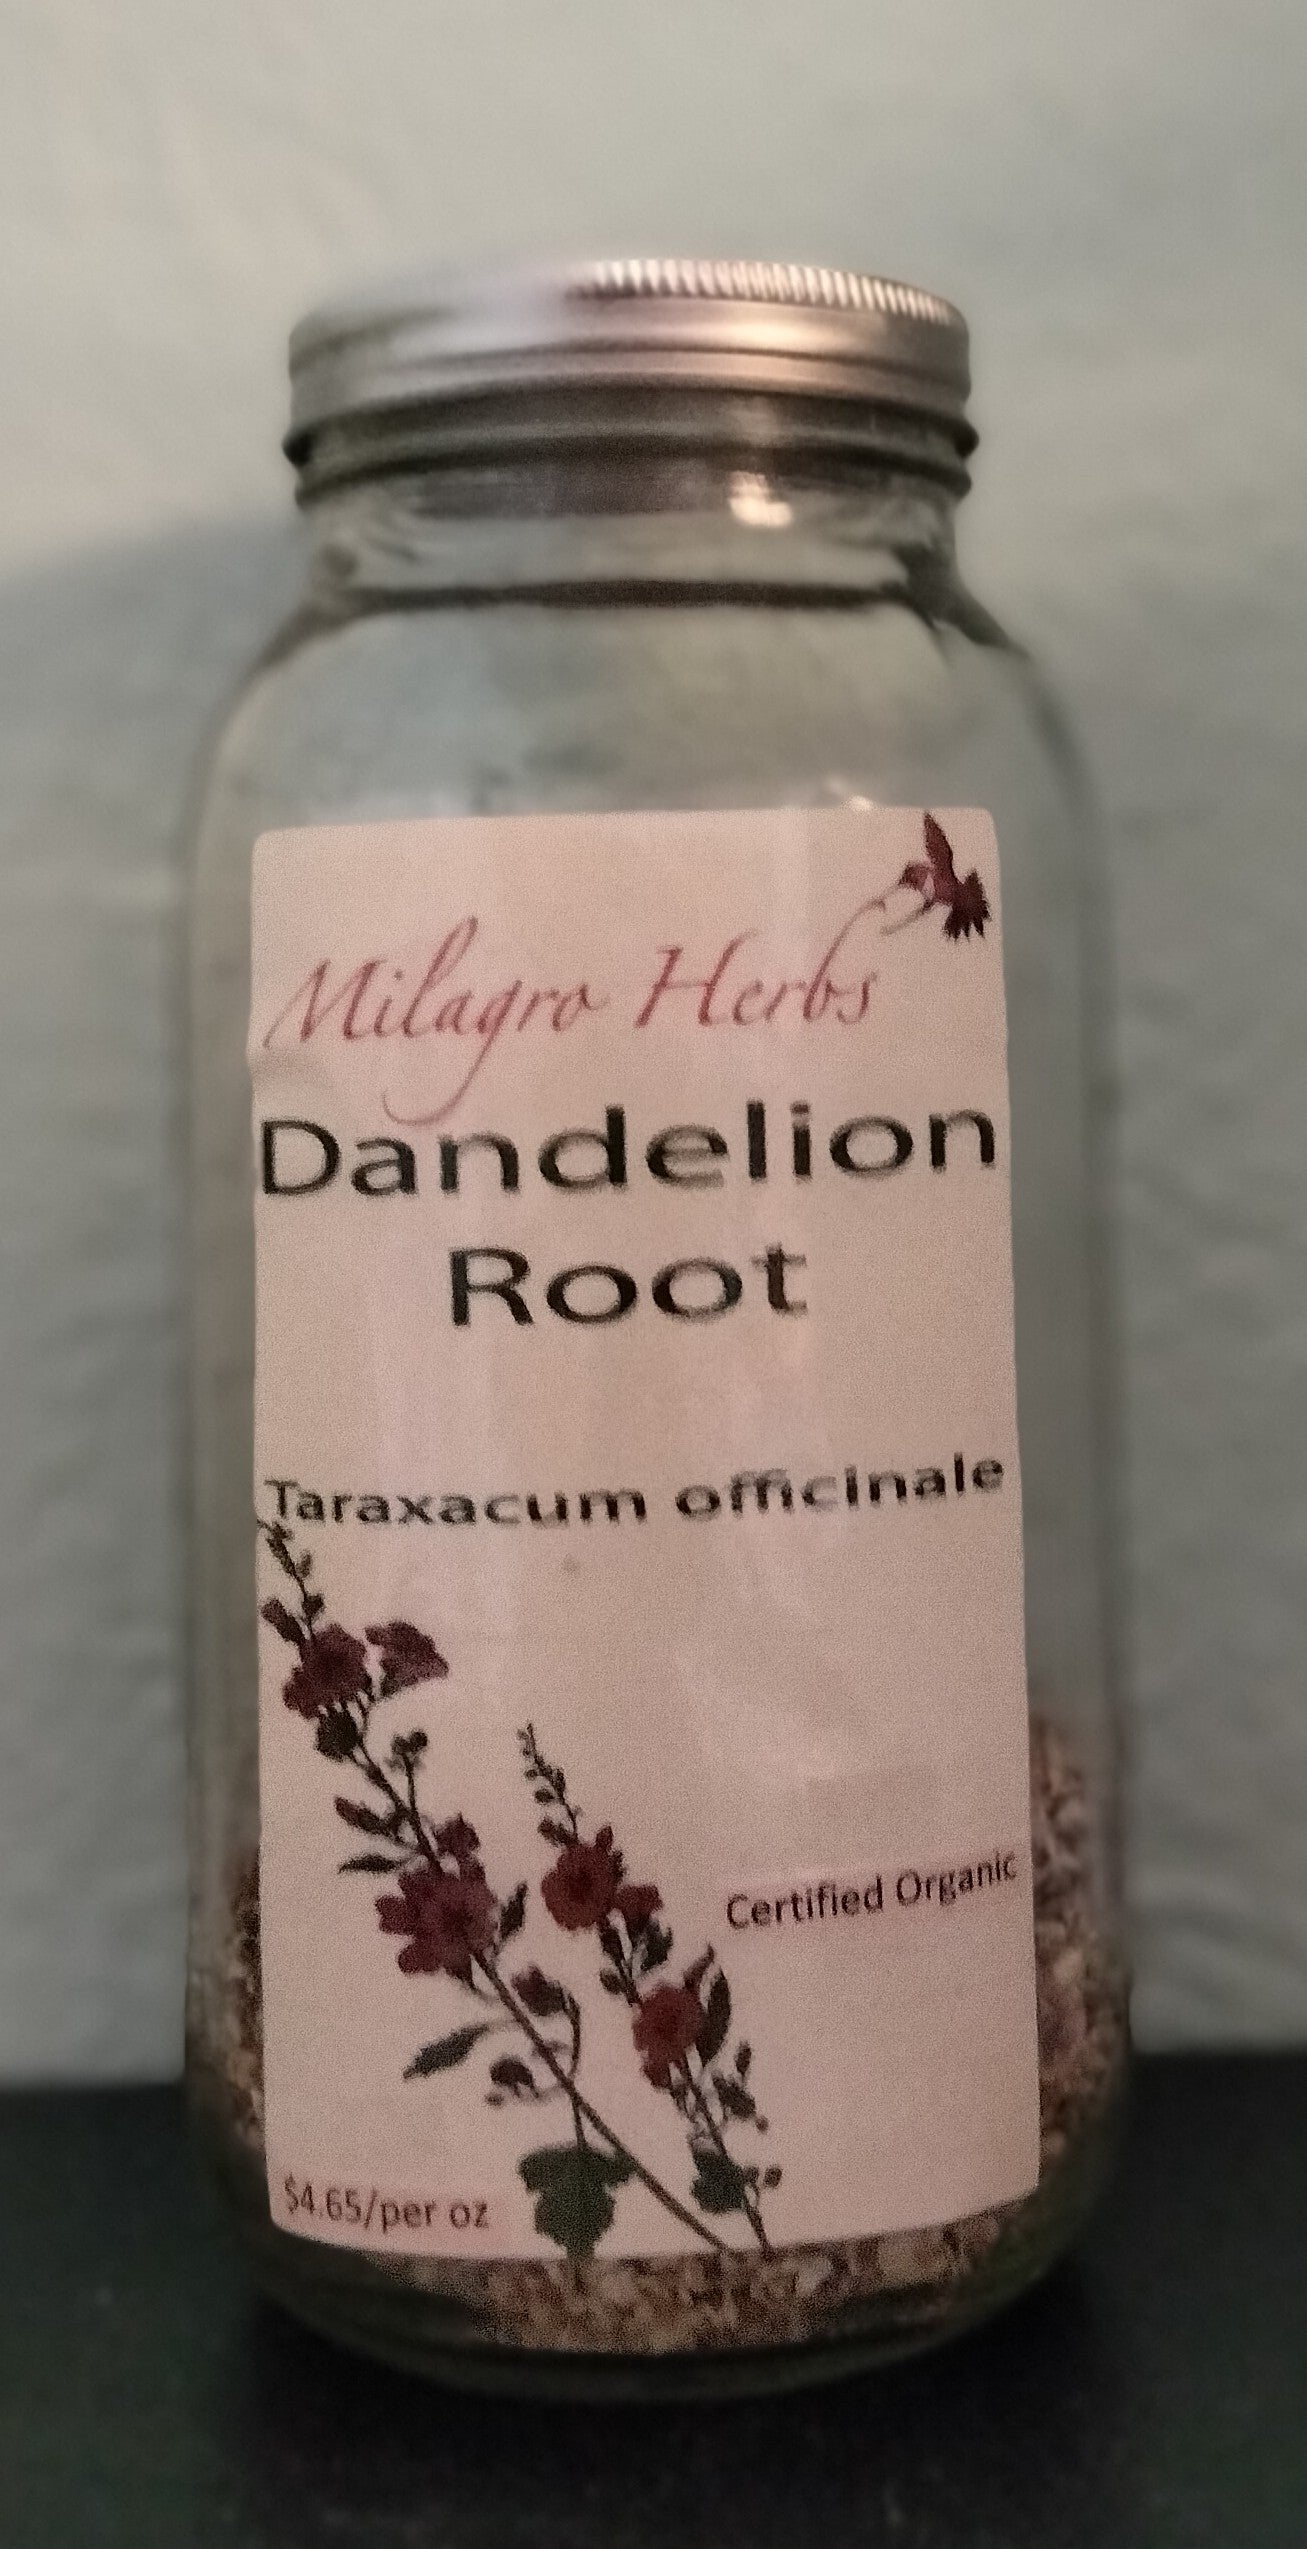 Milagro Herbs
Dandelion
Root
Taraxacum officinale
Certified Organic
$4.65/per oz